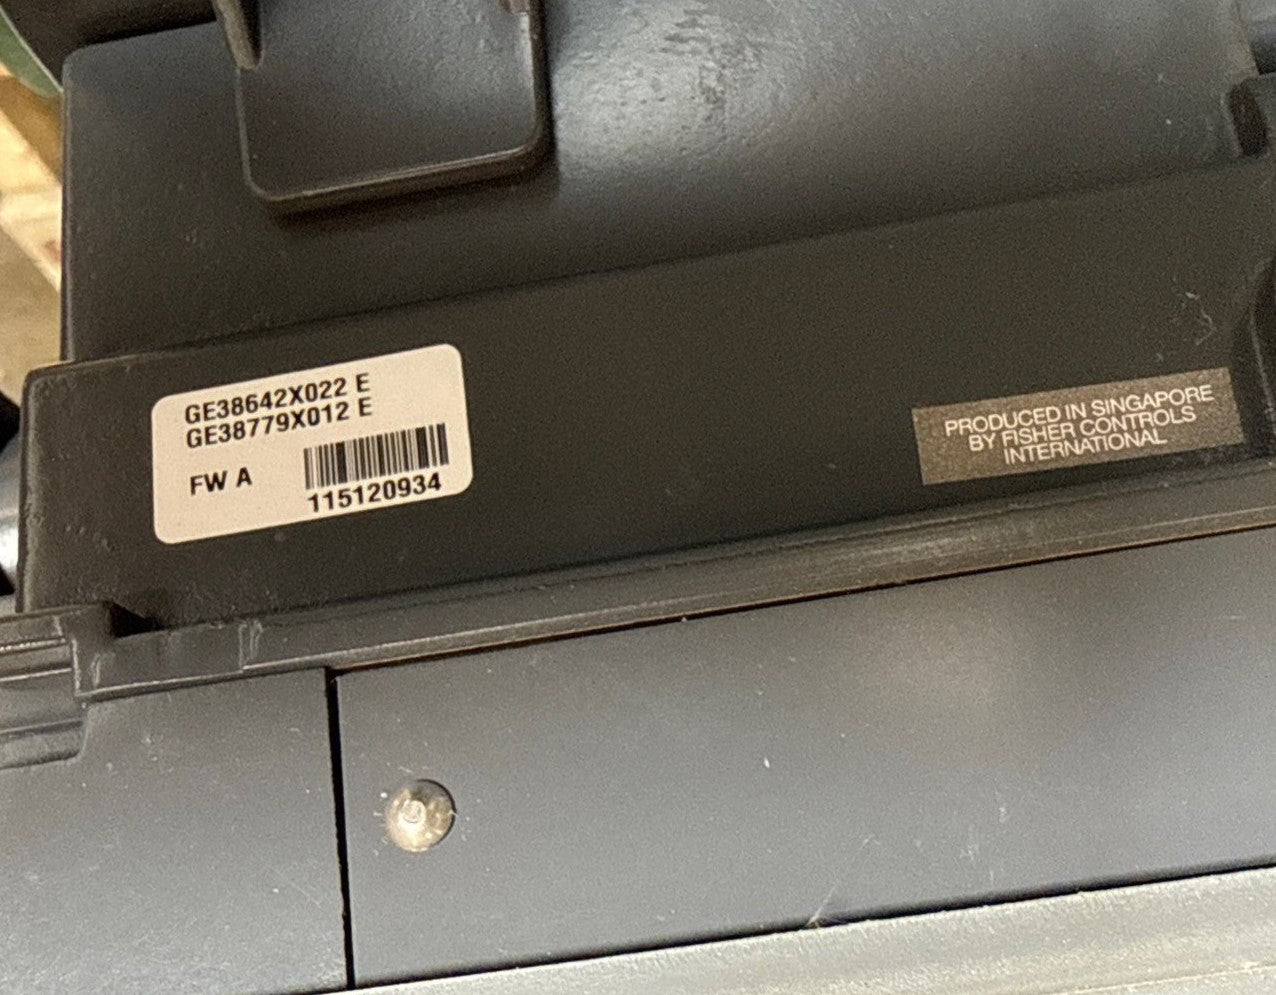 GE38642X022 E
GE38779X012 E
FW A
115120934
PRODUCED IN SINGAPORE
BY FISHER CONTROLS
INTERNATIONAL